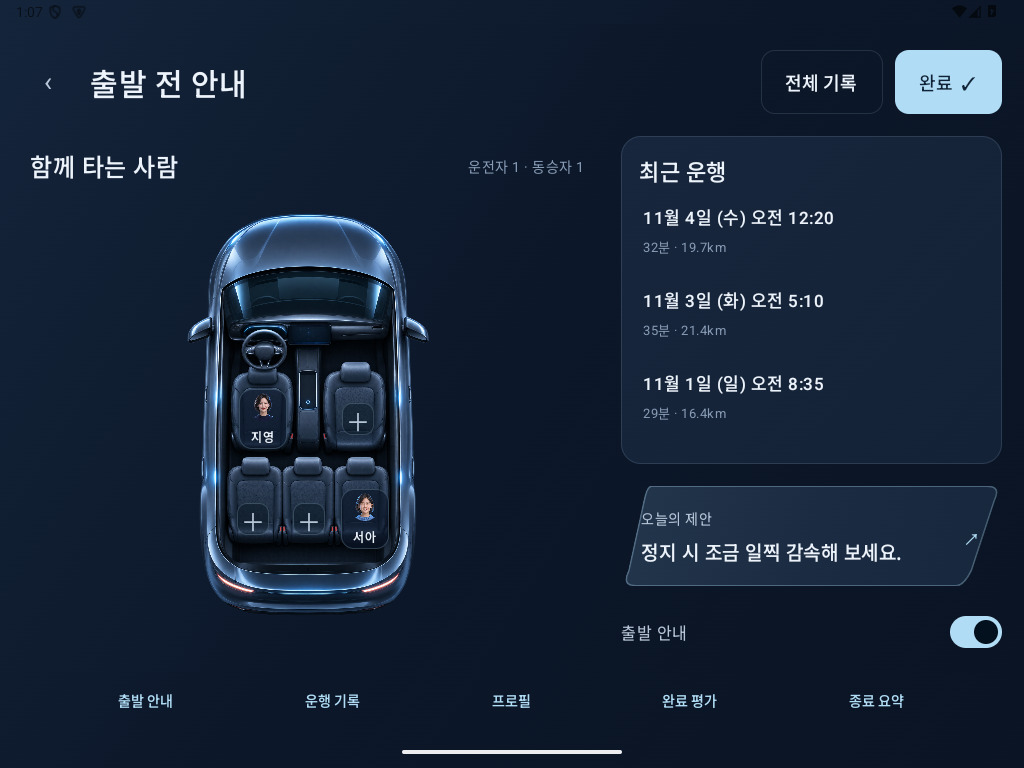 1:07
출발 전 안내
전체 기록
완료 ✓
함께 타는 사람
운전자 1 · 동승자 1
지영
서아
최근 운행
11월 4일 (수) 오전 12:20
32분 · 19.7km
11월 3일 (화) 오전 5:10
35분 · 21.4km
11월 1일 (일) 오전 8:35
29분 · 16.4km
오늘의 제안
정지 시 조금 일찍 감속해 보세요.
출발 안내
출발 안내
운행 기록
프로필
완료 평가
종료 요약